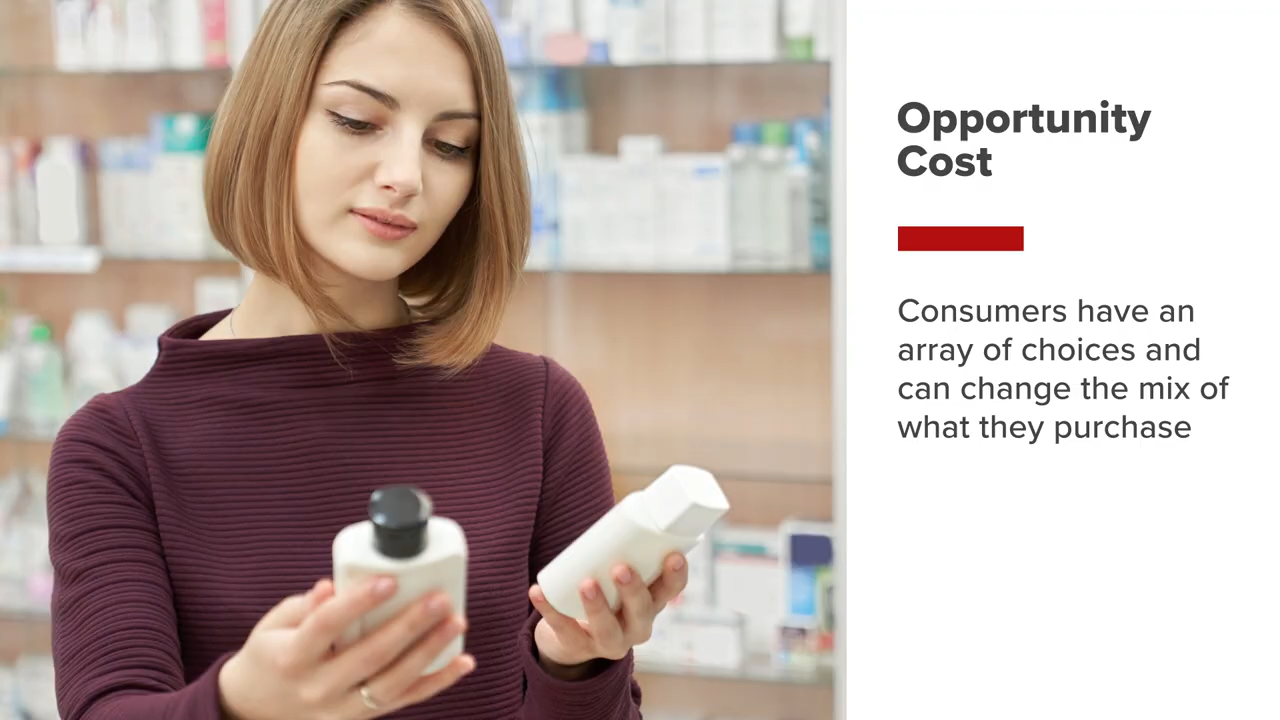 Opportunity
Cost
Consumers have an
array of choices and
can change the mix of
what they purchase